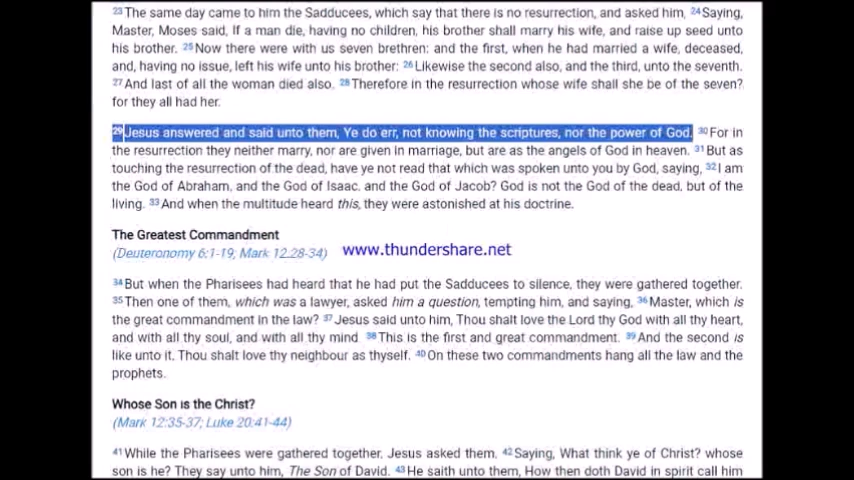 23 The same day came to him the Sadducees, which say that there is no resurrection, and asked him, 24 Saying,
Master, Moses said, If a man die, having no children, his brother shall marry his wife, and raise up seed unto
his brother. 25 Now there were with us seven brethren: and the first, when he had married a wife, deceased,
and, having no issue, left his wife unto his brother: 26 Likewise the second also, and the third, unto the seventh.
27 And last of all the woman died also. 28 Therefore in the resurrection whose wife shall she be of the seven?
for they all had her.
29 Jesus answered and said unto them, Ye do err, not knowing the scriptures, nor the power of God. 30 For in
the resurrection they neither marry, nor are given in marriage, but are as the angels of God in heaven. 31 But as
touching the resurrection of the dead, have ye not read that which was spoken unto you by God, saying, 32 I am
the God of Abraham, and the God of Isaac, and the God of Jacob? God is not the God of the dead, but of the
living. 33 And when the multitude heard this, they were astonished at his doctrine.
The Greatest Commandment
(Deuteronomy 6:1-19; Mark 12:28-34)
www.thundershare.net
34 But when the Pharisees had heard that he had put the Sadducees to silence, they were gathered together.
35 Then one of them, which was a lawyer, asked him a question, tempting him, and saying, 36 Master, which is
the great commandment in the law? 37 Jesus said unto him, Thou shalt love the Lord thy God with all thy heart,
and with all thy soul, and with all thy mind. 38 This is the first and great commandment. 39 And the second is
like unto it, Thou shalt love thy neighbour as thyself. 40 On these two commandments hang all the law and the
prophets.
Whose Son is the Christ?
(Mark 12:35-37; Luke 20:41-44)
41 While the Pharisees were gathered together, Jesus asked them, 42 Saying, What think ye of Christ? whose
son is he? They say unto him, The Son of David. 43 He saith unto them, How then doth David in spirit call him